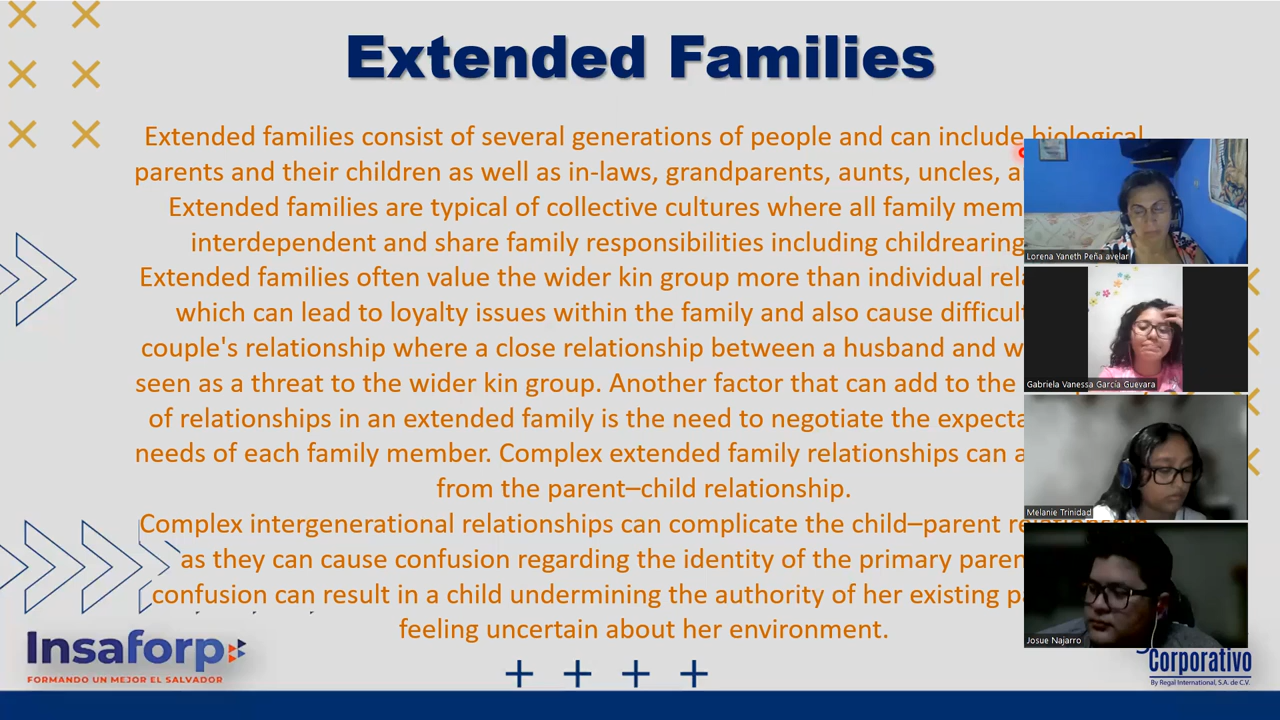 Extended Families
Extended families consist of several generations of people and can include biological
parents and their children as well as in-laws, grandparents, aunts, uncles,
Extended families are typical of collective cultures where all family
interdependent and share family responsibilities including childrearing
Extended families often value the wider kin group more than individual
which can lead to loyalty issues within the family and also cause
couple's relationship where a close relationship between a husband and
seen as a threat to the wider kin group. Another factor that can add to the
of relationships in an extended family is the need to negotiate the
needs of each family member. Complex extended family relationships can
from the parent–child relationship.
Complex intergenerational relationships can complicate the child–parent relationship
as they can cause confusion regarding the identity of the primary
confusion can result in a child undermining the authority of her existing
feeling uncertain about her environment.
Lorena Yaneth Peña avelar
Gabriela Vanessa García Guevara
Melanie Trinidad
Josue Najarro
Insaforp
FORMANDO UN MEJOR EL SALVADOR
Corporativo
By Regal International, S.A. de C.V.